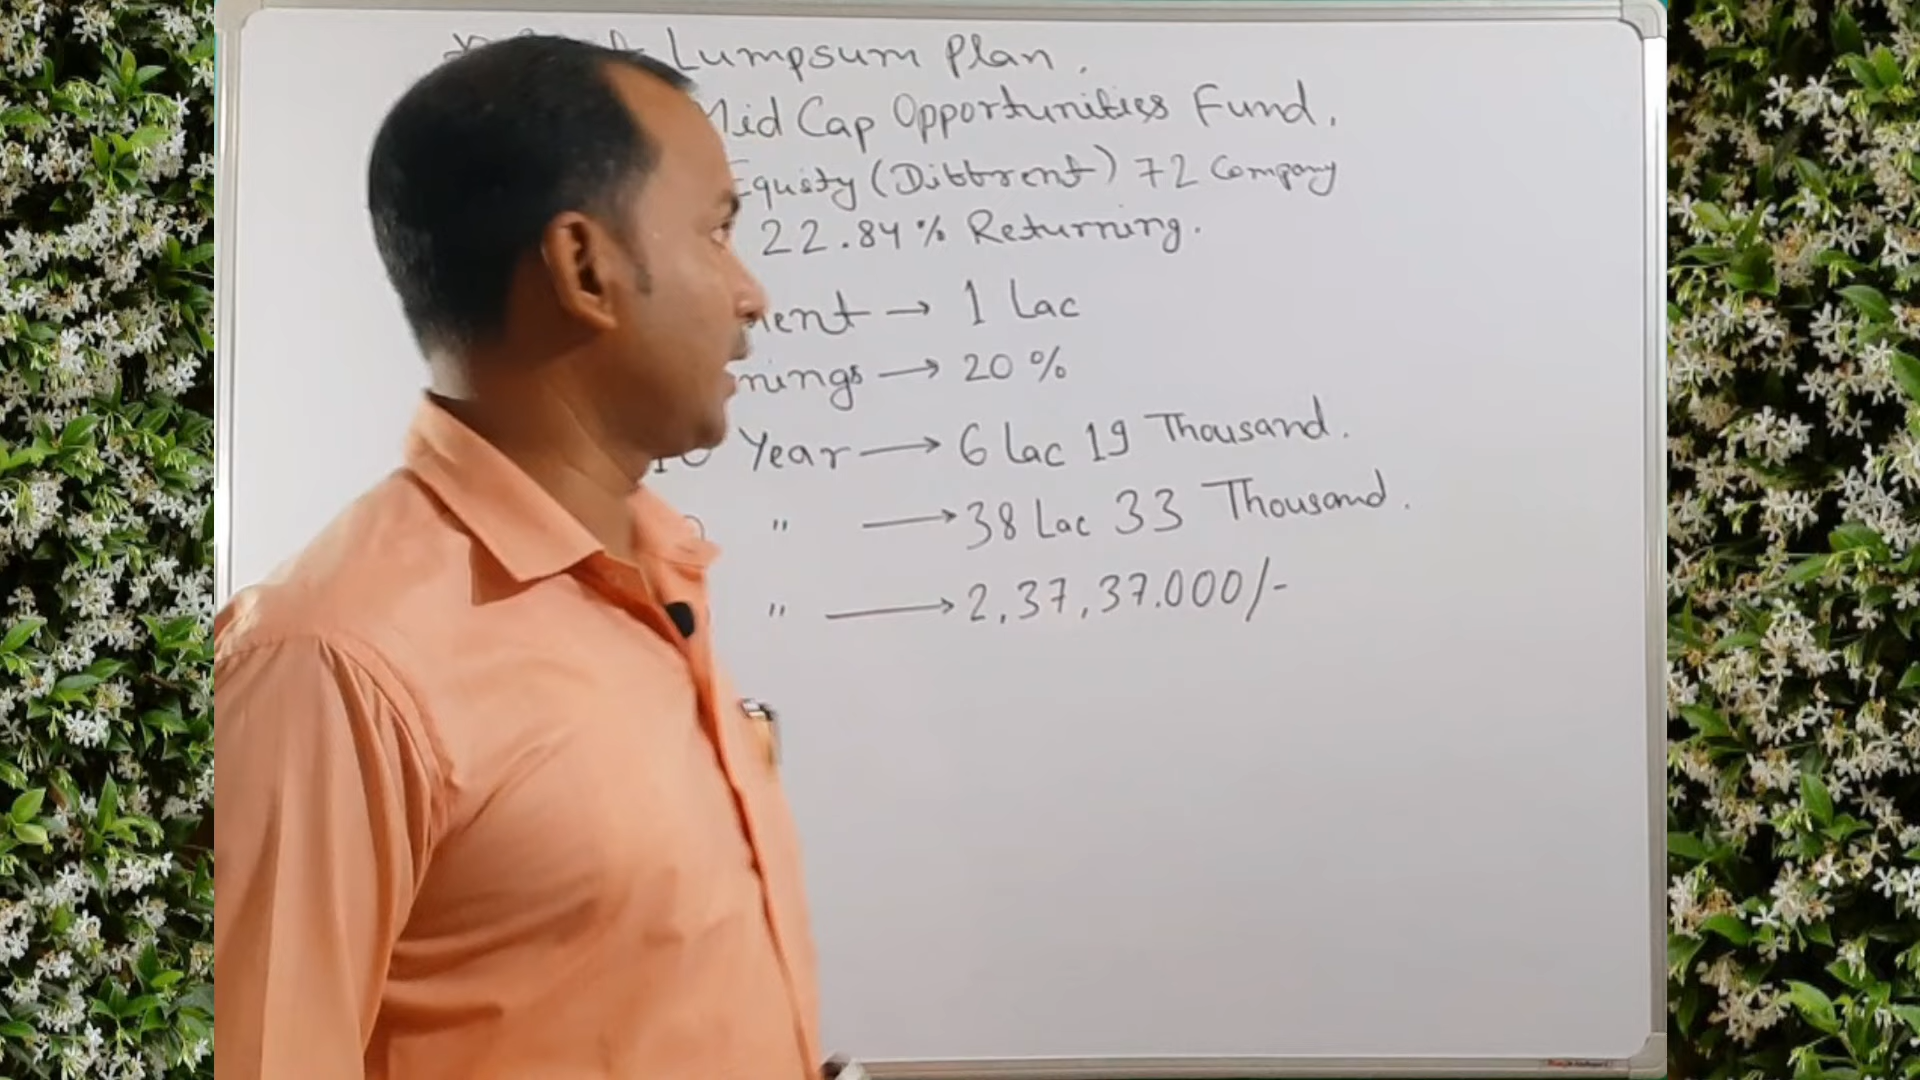 Lumpsum Plan.
Mid Cap Opportunities Fund.
Equity (Dibbrent) 72 Company
22.84% Returning.
ment → 1 Lac
nings → 20%
10 Year → 6 Lac 19 Thousand.
" → 38 Lac 33 Thousand.
" → 2,37,37.000/-